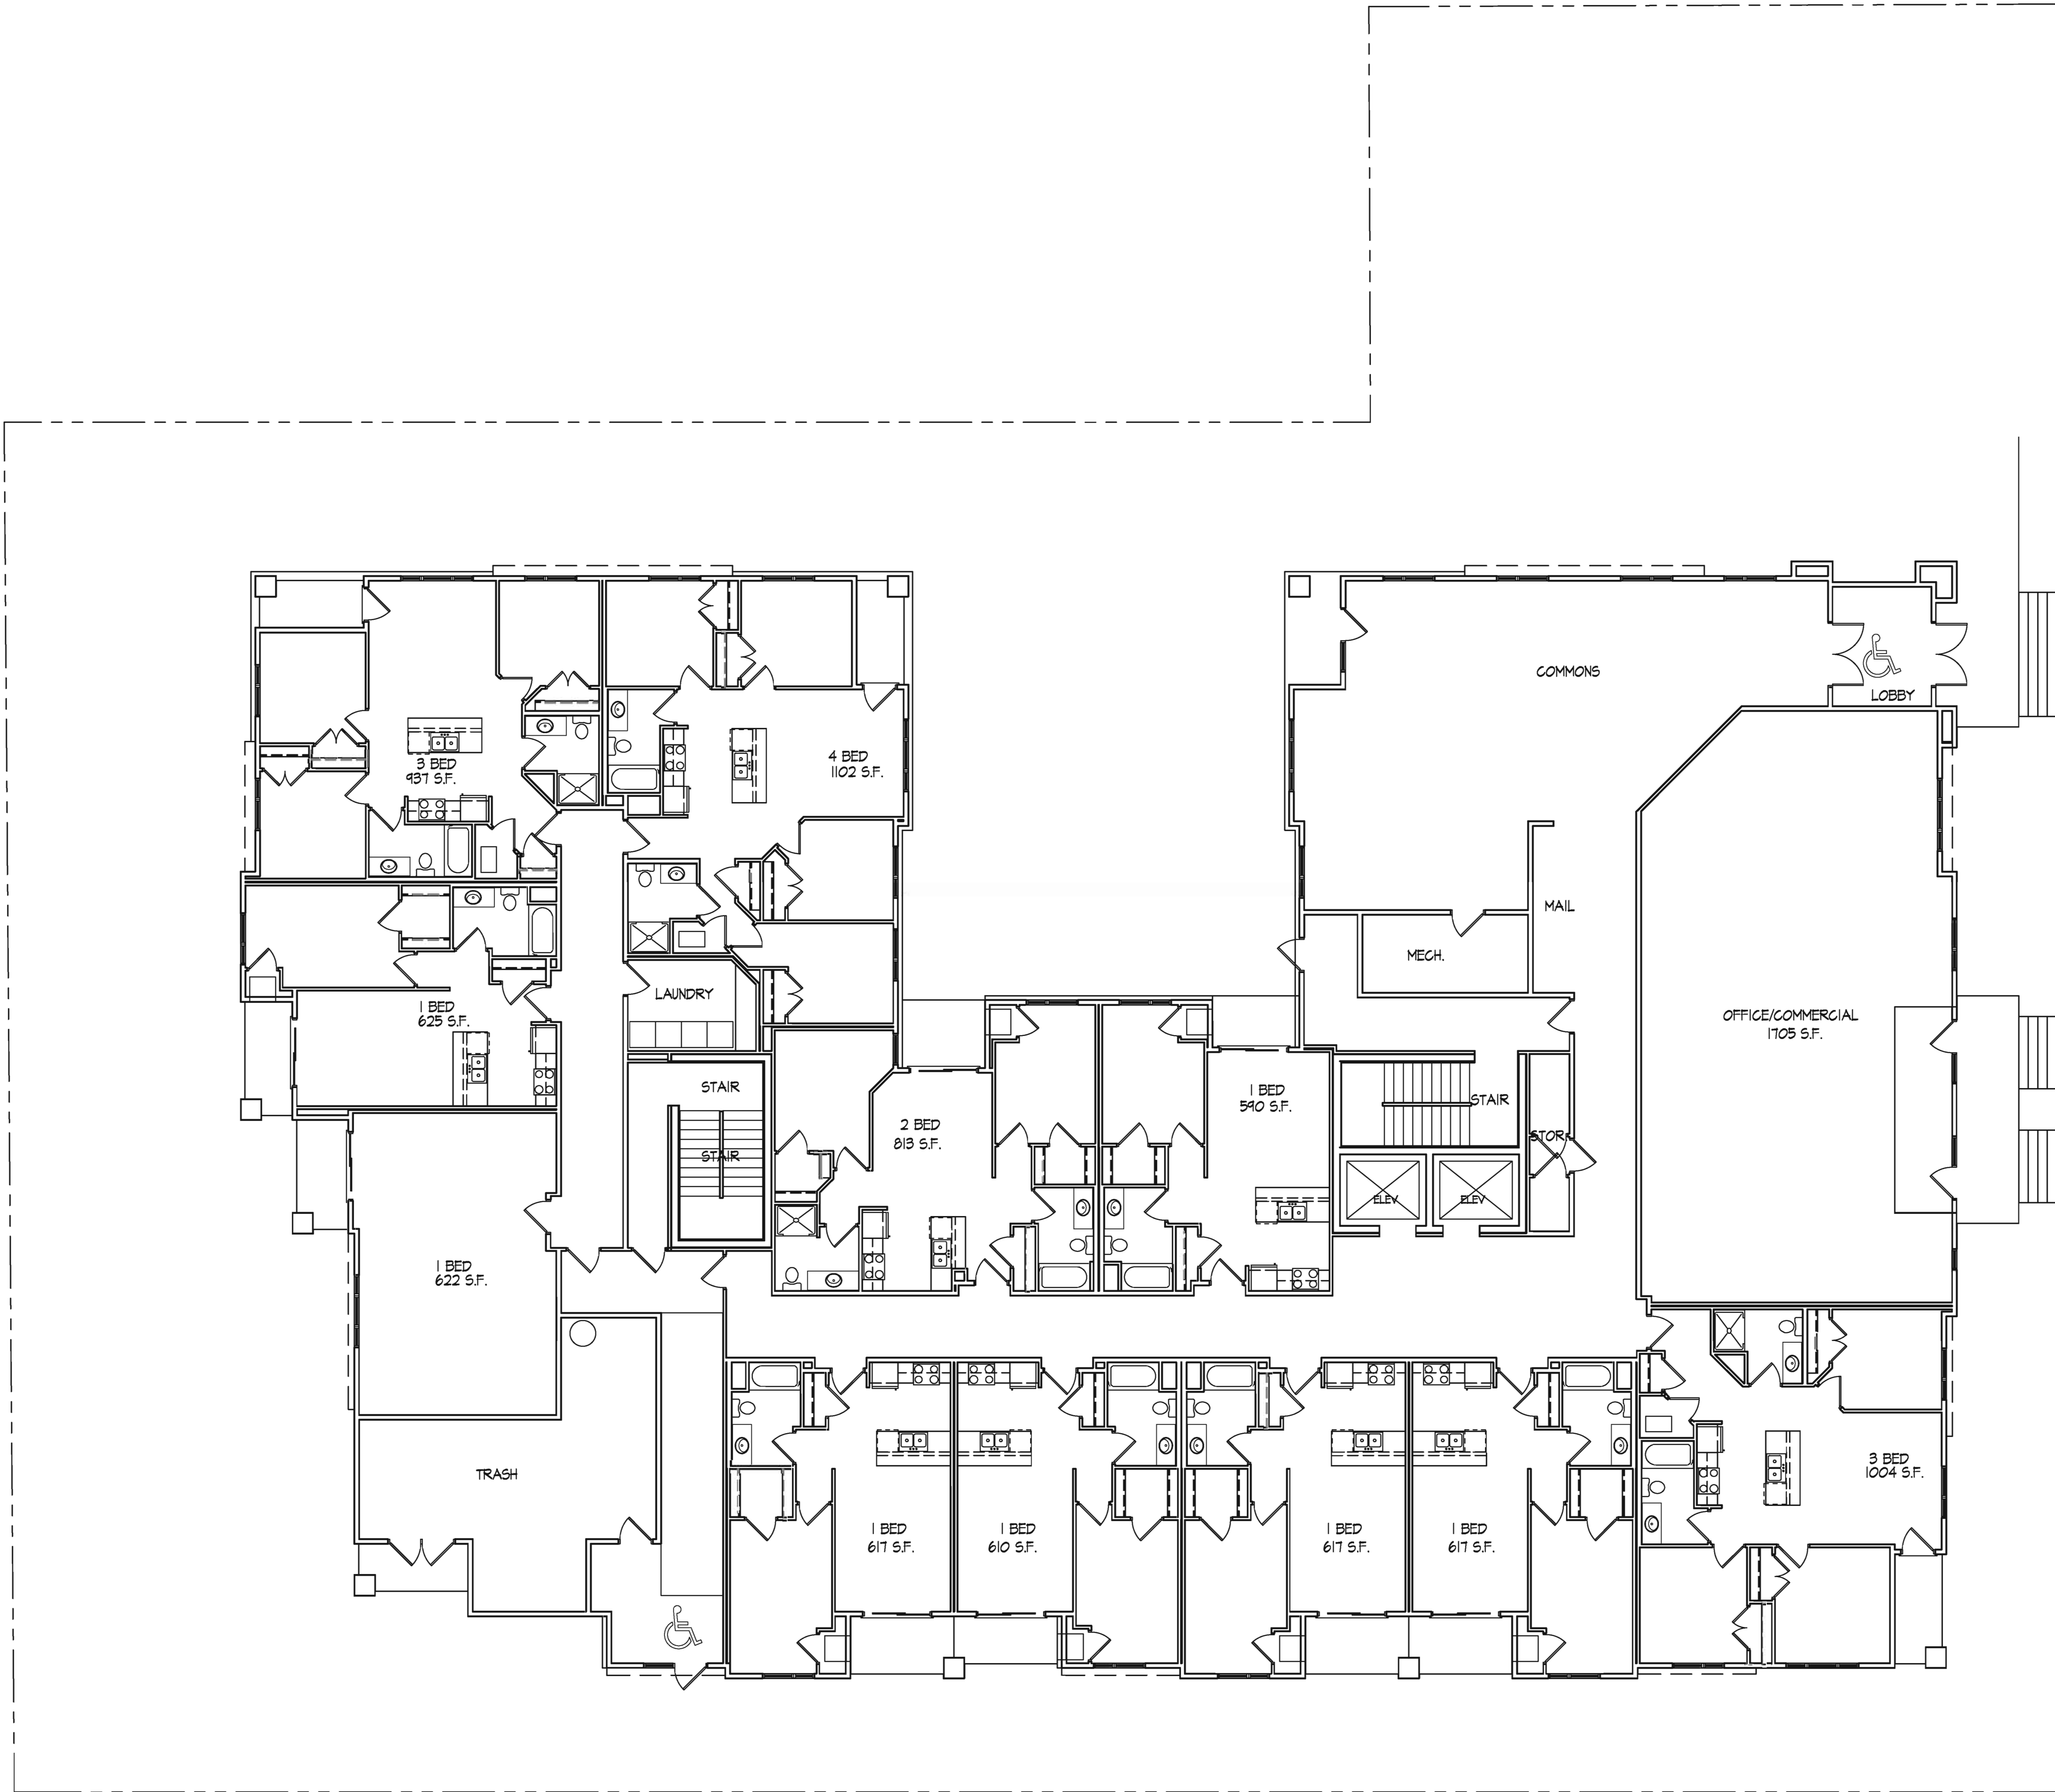 COMMONS
LOBBY
3 BED
937 S.F.
4 BED
1102 S.F.
MAIL
MECH.
LAUNDRY
1 BED
625 S.F.
OFFICE/COMMERCIAL
1705 S.F.
STAIR
1 BED
590 S.F.
STAIR
2 BED
813 S.F.
STOR.
STAIR
ELEV
ELEV
1 BED
622 S.F.
TRASH
3 BED
1004 S.F.
1 BED
617 S.F.
1 BED
610 S.F.
1 BED
617 S.F.
1 BED
617 S.F.